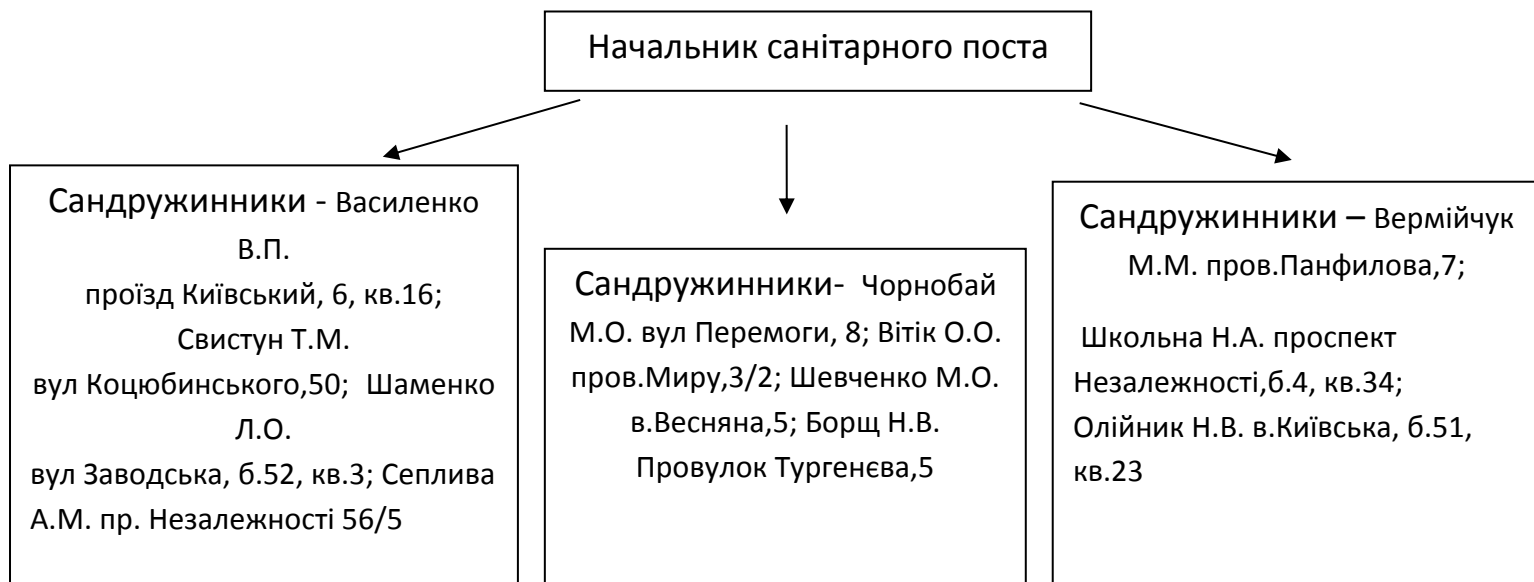 Начальник санітарного поста
Сандружинники - Василенко
В.П.
проїзд Київський, 6, кв.16;
Свистун Т.М.
вул Коцюбинського,50; Шаменко
Л.О.
вул Заводська, б.52, кв.3; Сеплива
А.М. пр. Незалежності 56/5
Сандружинники- Чорнобай
М.О. вул Перемоги, 8; Вітік О.О.
пров.Миру,3/2; Шевченко М.О.
в.Весняна,5; Борщ Н.В.
Провулок Тургенєва,5
Сандружинники – Вермійчук
М.М. пров.Панфилова,7;
Школьна Н.А. проспект
Незалежності,б.4, кв.34;
Олійник Н.В. в.Київська, б.51,
кв.23